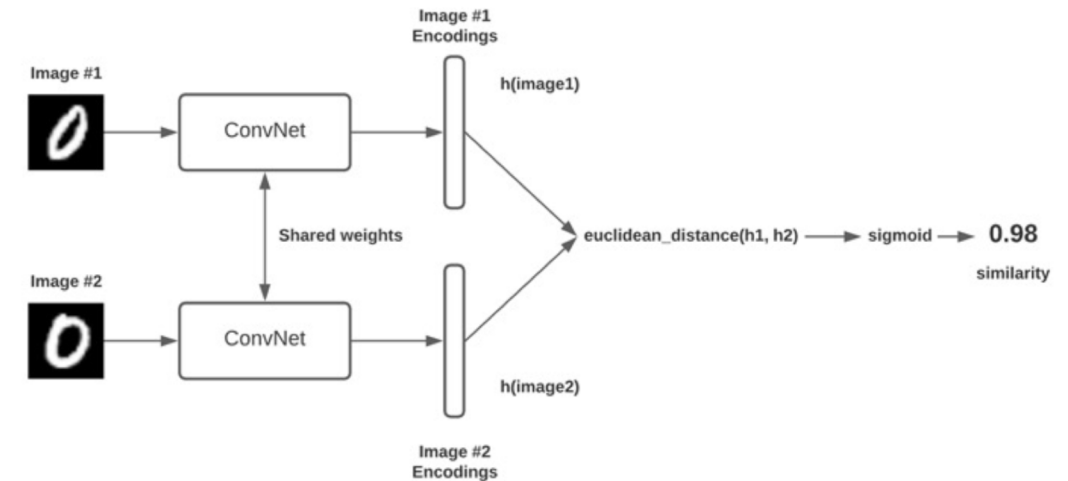 Image #1
Encodings
Image #1
h(image1)
ConvNet
Shared weights
euclidean_distance(h1, h2)
sigmoid
0.98
similarity
Image #2
ConvNet
h(image2)
Image #2
Encodings